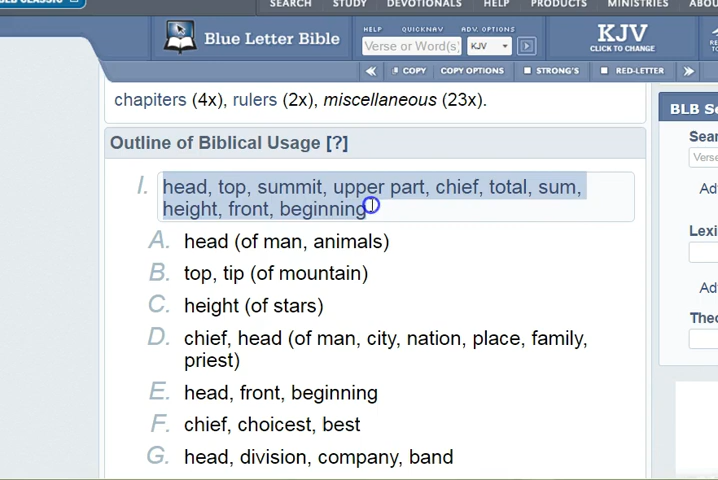 SEARCH STUDY DEVOTIONALS HELP PRODUCTS MINISTRIES
Blue Letter Bible
HELP QUICKNAV ADV. OPTIONS
Verse or Word(s) KJV
KJV
CLICK TO CHANGE
COPY COPY OPTIONS STRONG'S RED-LETTER
chapiters (4x), rulers (2x), miscellaneous (23x).
Outline of Biblical Usage [?]
I. head, top, summit, upper part, chief, total, sum,
height, front, beginning
A. head (of man, animals)
B. top, tip (of mountain)
C. height (of stars)
D. chief, head (of man, city, nation, place, family,
priest)
E. head, front, beginning
F. chief, choicest, best
G. head, division, company, band
BLB